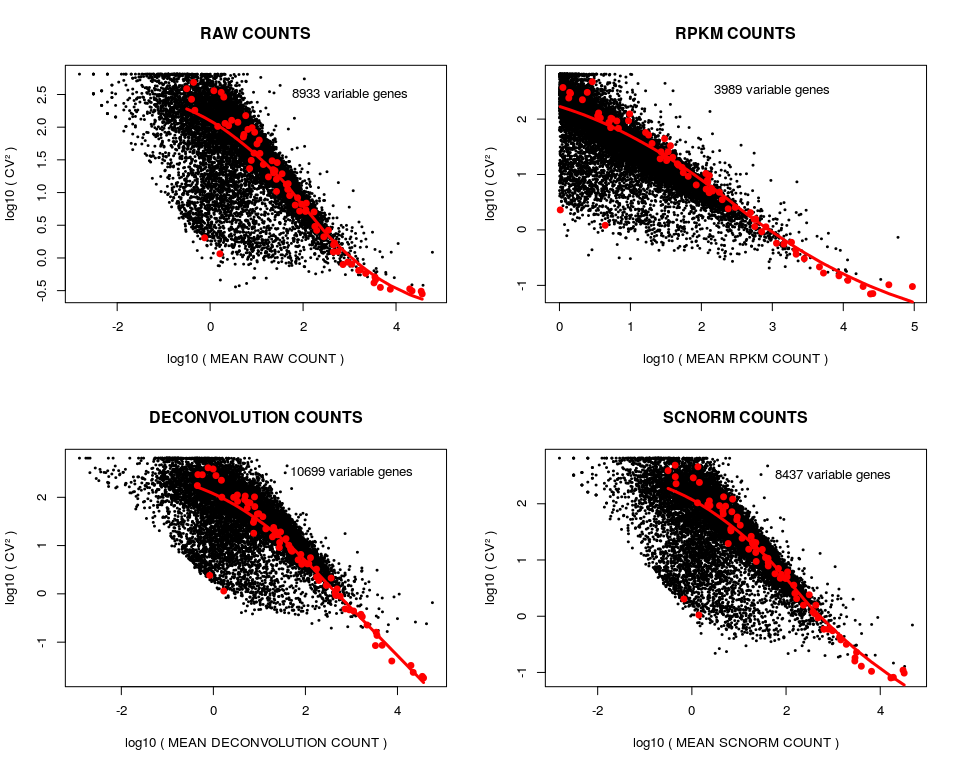 RAW COUNTS
8933 variable genes
log10 ( CV² )
2.5
2.0
1.5
1.0
0.5
0.0
-0.5
-2
0
2
4
log10 ( MEAN RAW COUNT )
RPKM COUNTS
3989 variable genes
log10 ( CV² )
2
1
0
-1
0
1
2
3
4
5
log10 ( MEAN RPKM COUNT )
DECONVOLUTION COUNTS
10699 variable genes
log10 ( CV² )
2
1
0
-1
-2
0
2
4
log10 ( MEAN DECONVOLUTION COUNT )
SCNORM COUNTS
8437 variable genes
log10 ( CV² )
2
1
0
-1
-2
0
2
4
log10 ( MEAN SCNORM COUNT )